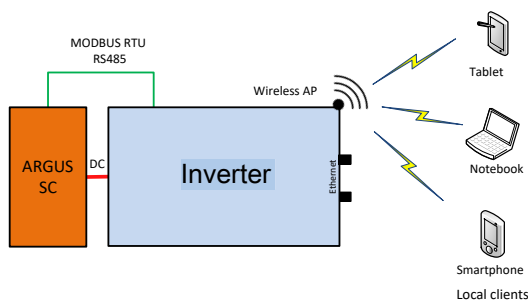 MODBUS RTU
RS485
Wireless AP
Tablet
ARGUS
SC
DC
Inverter
Ethernet
Notebook
Smartphone
Local clients